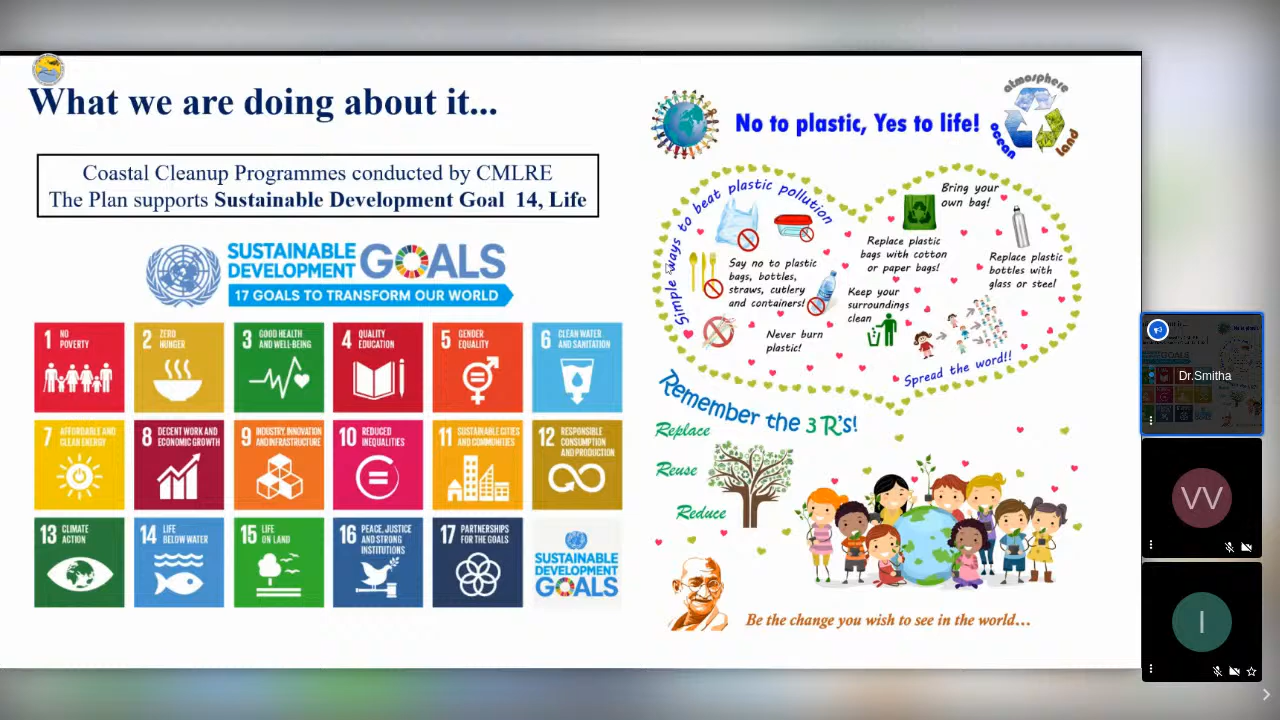 What we are doing about it...
Coastal Cleanup Programmes conducted by CMLRE
The Plan supports Sustainable Development Goal 14, Life
SUSTAINABLE
DEVELOPMENT
GOALS
17 GOALS TO TRANSFORM OUR WORLD
1 NO
POVERTY
2 ZERO
HUNGER
3 GOOD HEALTH
AND WELL-BEING
4 QUALITY
EDUCATION
5 GENDER
EQUALITY
6 CLEAN WATER
AND SANITATION
7 AFFORDABLE AND
CLEAN ENERGY
8 DECENT WORK AND
ECONOMIC GROWTH
9 INDUSTRY, INNOVATION
AND INFRASTRUCTURE
10 REDUCED
INEQUALITIES
11 SUSTAINABLE CITIES
AND COMMUNITIES
12 RESPONSIBLE
CONSUMPTION
AND PRODUCTION
13 CLIMATE
ACTION
14 LIFE
BELOW WATER
15 LIFE
ON LAND
16 PEACE, JUSTICE
AND STRONG
INSTITUTIONS
17 PARTNERSHIPS
FOR THE GOALS
SUSTAINABLE
DEVELOPMENT
GOALS
No to plastic, Yes to life!
atmosphere
ocean
land
Simple ways to beat plastic pollution
Say no to plastic
bags, bottles,
straws, cutlery
and containers!
Never burn
plastic!
Bring your
own bag!
Replace plastic
bags with cotton
or paper bags!
Replace plastic
bottles with
glass or steel
Keep your
surroundings
clean
Spread the word!!
Remember the 3 R's!
Replace
Reuse
Reduce
Be the change you wish to see in the world...
Dr.Smitha
VV
I